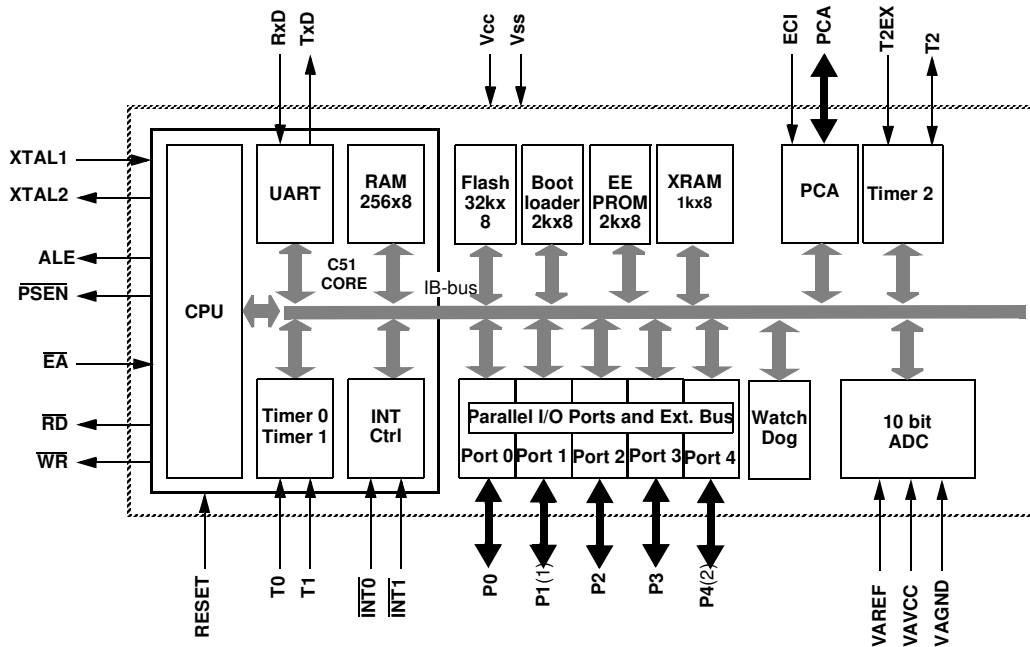 RxD
TxD
Vcc
Vss
ECI
PCA
T2EX
T2
XTAL1
XTAL2
ALE
PSEN
EA
RD
WR
CPU
UART
RAM
256x8
C51
CORE
IB-bus
Flash
32kx
8
Boot
loader
2kx8
EE
PROM
2kx8
XRAM
1kx8
PCA
Timer 2
Timer 0
Timer 1
INT
Ctrl
Parallel I/O Ports and Ext. Bus
Port 0
Port 1
Port 2
Port 3
Port 4
Watch
Dog
10 bit
ADC
RESET
T0
T1
INT0
INT1
P0
P1(1)
P2
P3
P4(2)
VAREF
VAVCC
VAGND